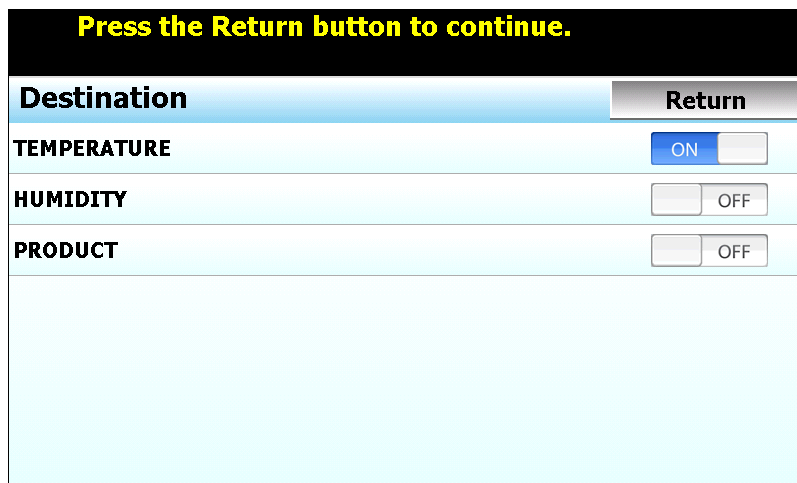 Press the Return button to continue.
Destination Return
TEMPERATURE ON
HUMIDITY OFF
PRODUCT OFF